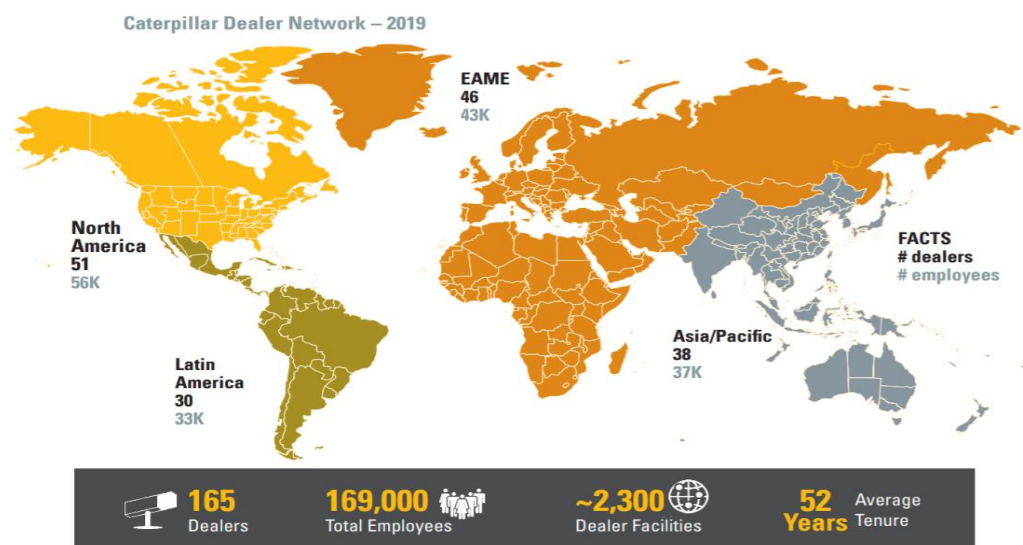 Caterpillar Dealer Network – 2019
EAME
46
43K
North
America
51
56K
FACTS
# dealers
# employees
Asia/Pacific
38
37K
Latin
America
30
33K
165
Dealers
169,000
Total Employees
~2,300
Dealer Facilities
52
Years
Average
Tenure